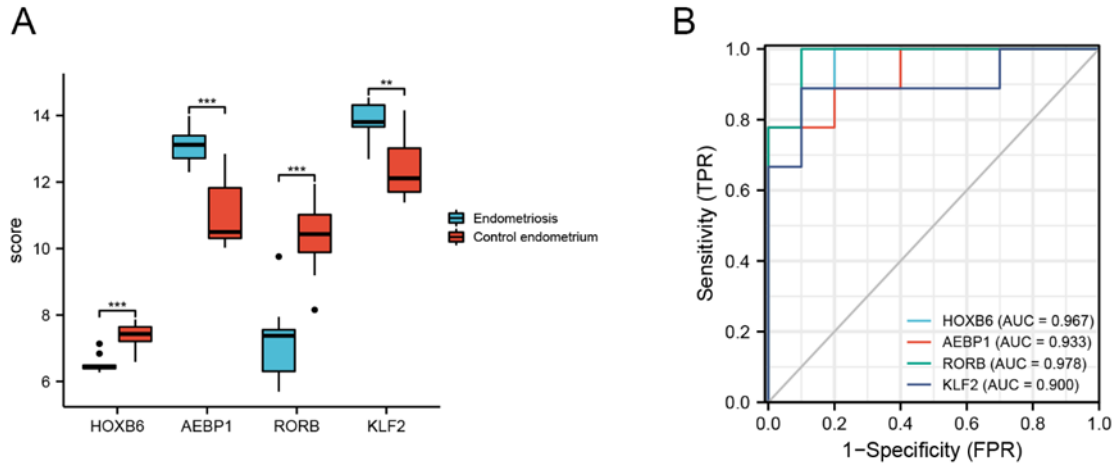 A
score
14
12
10
8
6
***
***
***
**
HOXB6 AEBP1 RORB KLF2
Endometriosis
Control endometrium
B
Sensitivity (TPR)
1.0
0.8
0.6
0.4
0.2
0.0
HOXB6 (AUC = 0.967)
AEBP1 (AUC = 0.933)
RORB (AUC = 0.978)
KLF2 (AUC = 0.900)
0.0 0.2 0.4 0.6 0.8 1.0
1−Specificity (FPR)